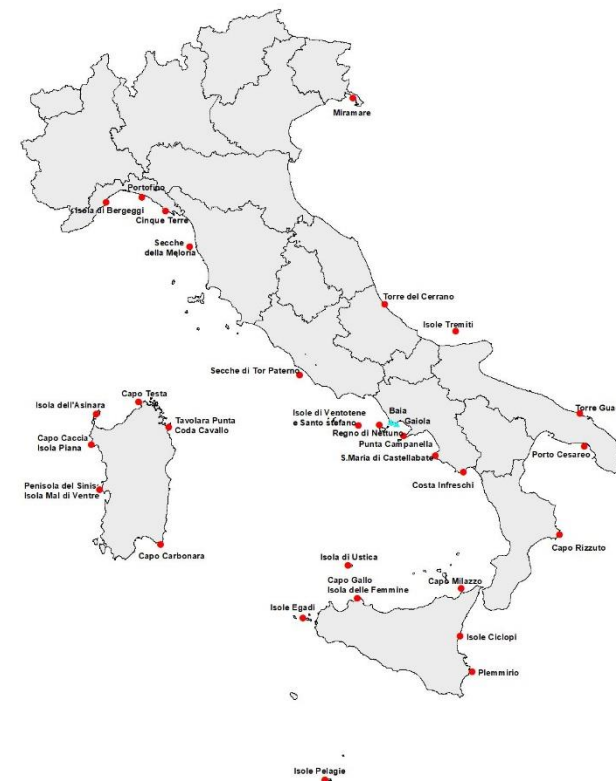 Miramare
Portofino
Isola di Bergeggi
Cinque Terre
Secche
della Meloria
Torre del Cerrano
Isole Tremiti
Secche di Tor Paterno
Capo Testa
Isola dell'Asinara
Tavolara Punta
Coda Cavallo
Capo Caccia
Isola Piana
Isole di Ventotene
e Santo stefano
Baia
Gaiola
Regno di Nettuno
Punta Campanella
S.Maria di Castellabate
Torre Gua
Porto Cesareo
Costa Infreschi
Penisola del Sinis
Isola Mal di Ventre
Capo Carbonara
Capo Rizzuto
Isola di Ustica
Capo Gallo
Isola delle Femmine
Capo Milazzo
Isole Egadi
Isole Ciclopi
Plemmirio
Isole Pelagie